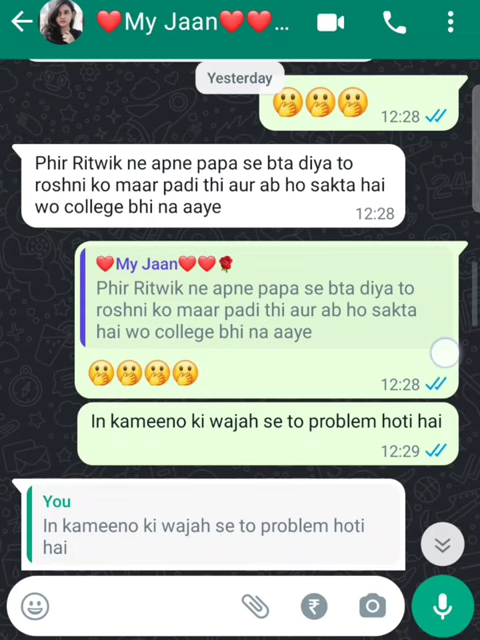 ❤️My Jaan❤️❤️...
Yesterday
🫢🫢🫢
12:28
Phir Ritwik ne apne papa se bta diya to
roshni ko maar padi thi aur ab ho sakta hai
wo college bhi na aaye
12:28
❤️My Jaan❤️❤️🌹
Phir Ritwik ne apne papa se bta diya to
roshni ko maar padi thi aur ab ho sakta
hai wo college bhi na aaye
🫢🫢🫢🫢
12:28
In kameeno ki wajah se to problem hoti hai
12:29
You
In kameeno ki wajah se to problem hoti
hai
₹